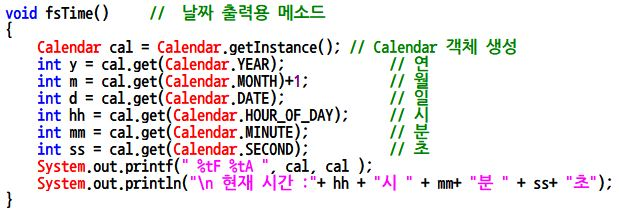 void fsTime()    //  날짜 출력용 메소드
{
    Calendar cal = Calendar.getInstance(); // Calendar 객체 생성
    int y = cal.get(Calendar.YEAR);            // 연
    int m = cal.get(Calendar.MONTH)+1;         // 월
    int d = cal.get(Calendar.DATE);            // 일
    int hh = cal.get(Calendar.HOUR_OF_DAY);    // 시
    int mm = cal.get(Calendar.MINUTE);         // 분
    int ss = cal.get(Calendar.SECOND);         // 초
    System.out.printf(" %tF %tA ", cal, cal );
    System.out.println("\n 현재 시간 :"+ hh + "시 " + mm+ "분 " + ss+ "초");
}